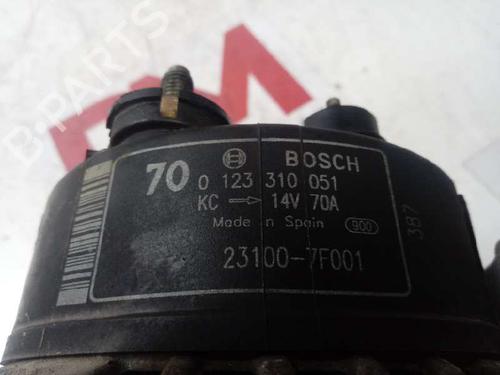 70 BOSCH
0 123 310 051
KC 14V 70A
Made in Spain 900
23100-7F001
387
B-PARTS